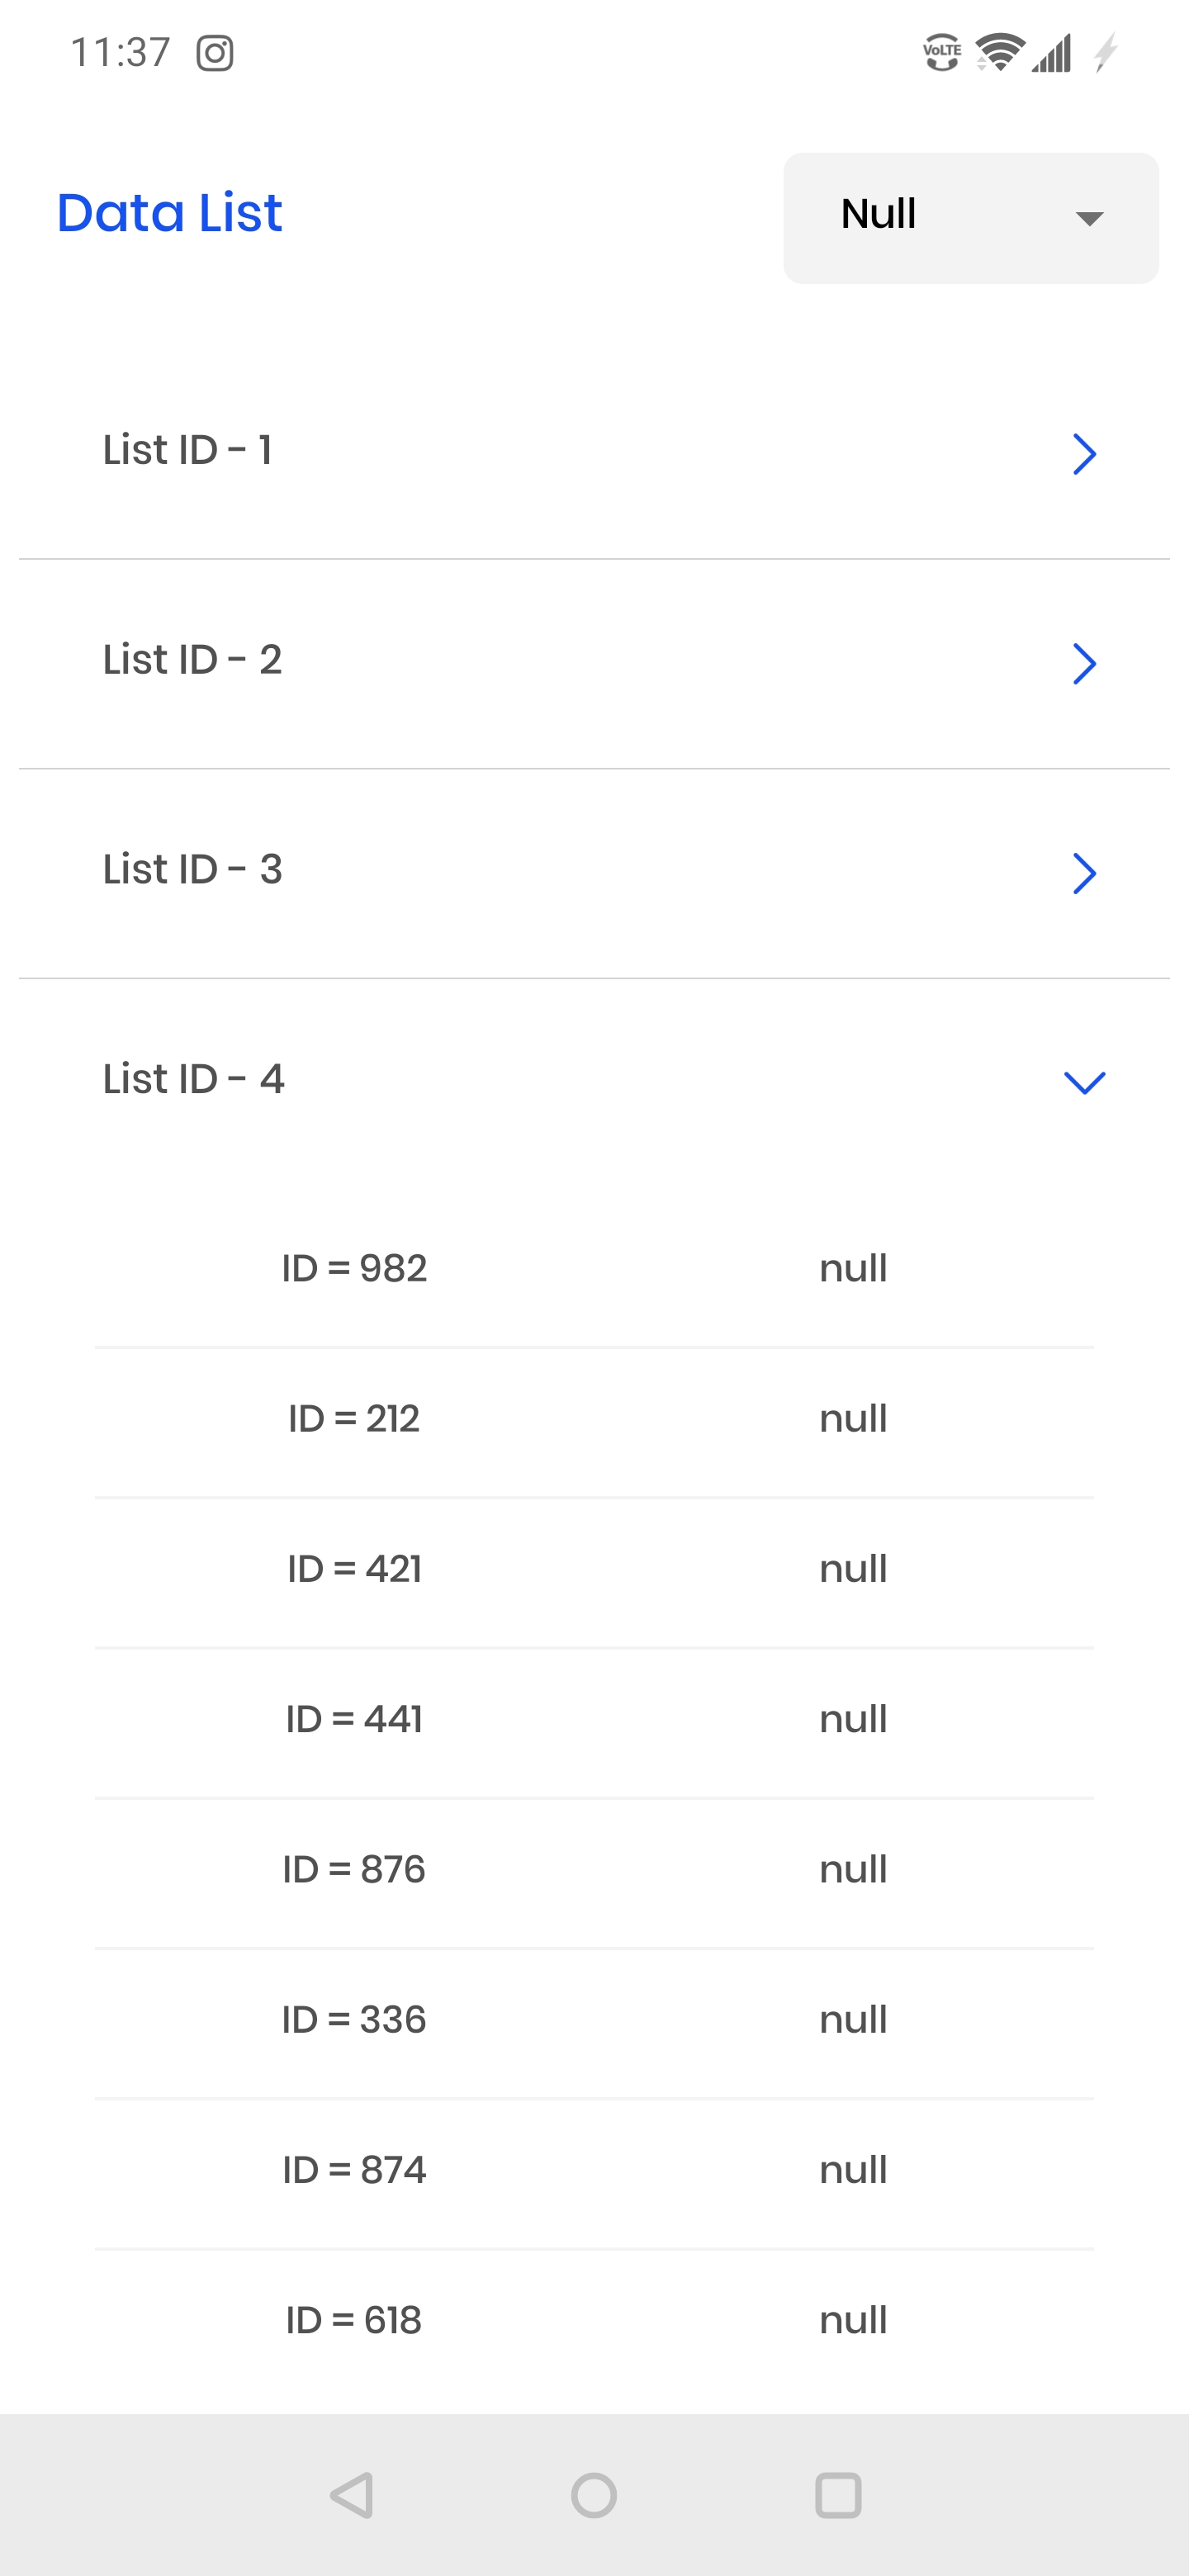 11:37 VoLTE
Data List Null
List ID - 1
List ID - 2
List ID - 3
List ID - 4
ID = 982 null
ID = 212 null
ID = 421 null
ID = 441 null
ID = 876 null
ID = 336 null
ID = 874 null
ID = 618 null